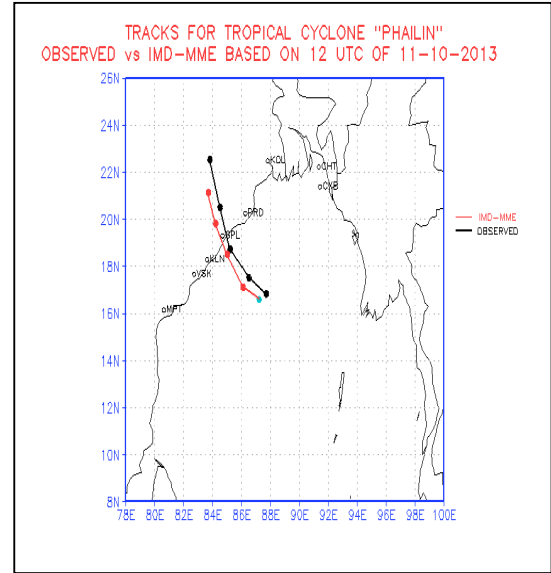 TRACKS FOR TROPICAL CYCLONE "PHAILIN"
OBSERVED vs IMD-MME BASED ON 12 UTC OF 11-10-2013
26N
24N
KOL
CHT
22N
CXB
PRD
20N
GPL
IMD-MME
OBSERVED
KLN
18N
VSK
MPT
16N
14N
12N
10N
8N
78E 80E 82E 84E 86E 88E 90E 92E 94E 96E 98E 100E